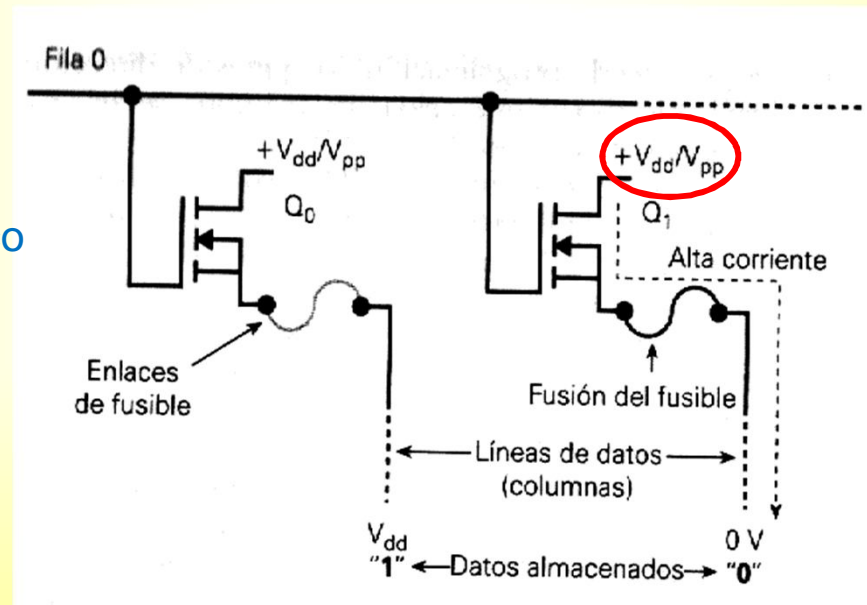 Fila 0
+Vdd/Vpp
+Vdd/Vpp
Q0
Q1
o
Alta corriente
Enlaces
de fusible
Fusión del fusible
Líneas de datos
(columnas)
Vdd
0 V
"1"
Datos almacenados
"0"